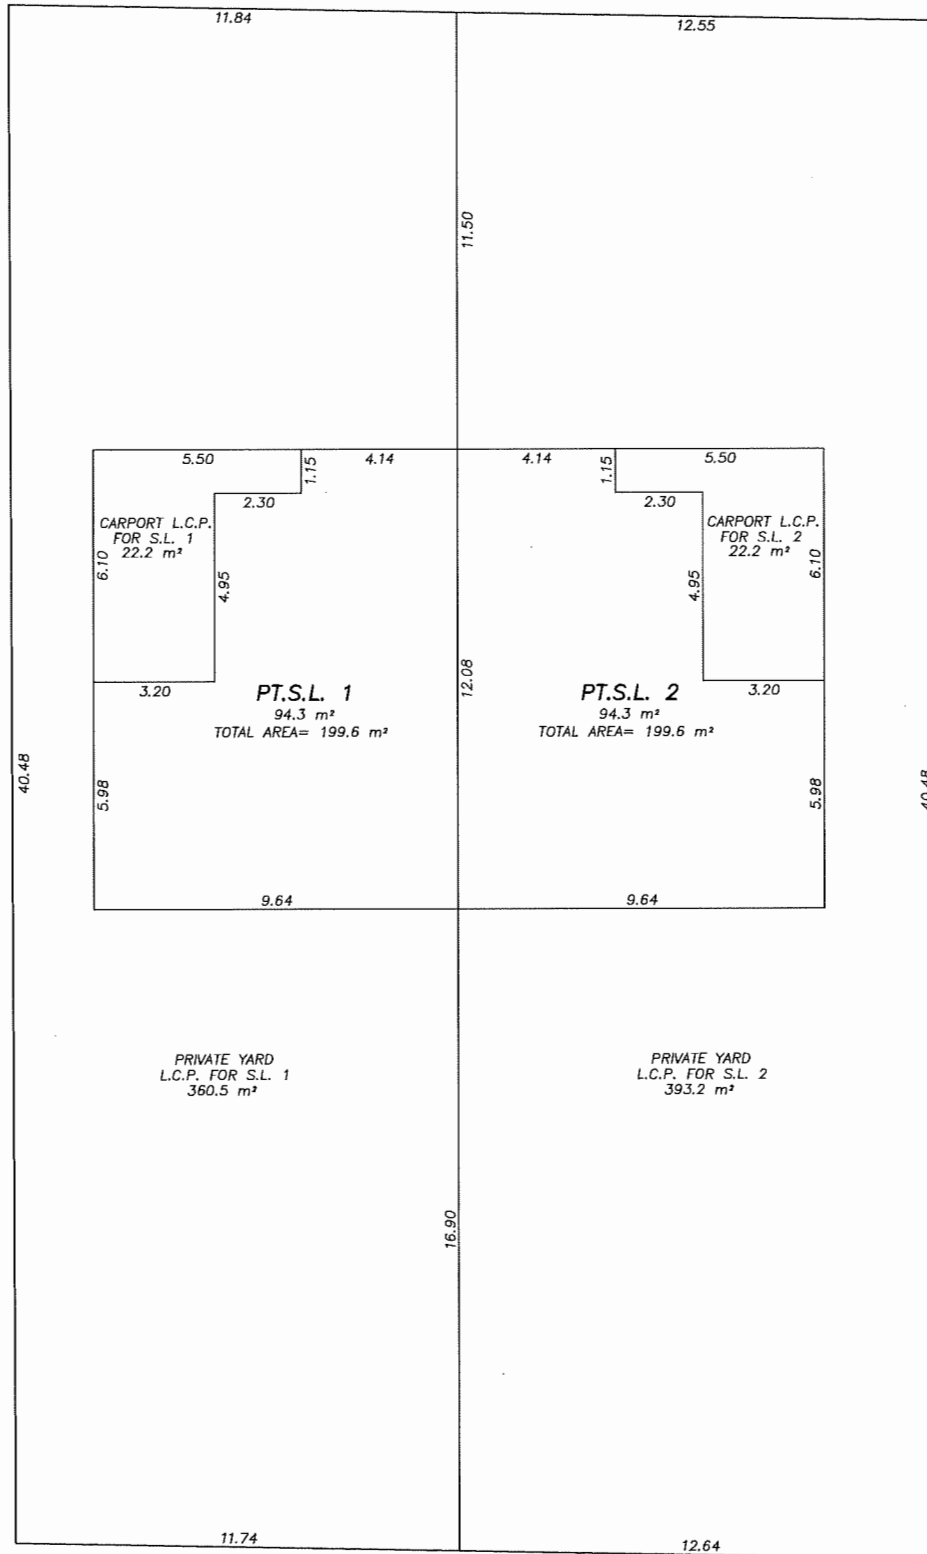 11.84
12.55
11.50
5.50
4.14
4.14
5.50
1.15
1.15
2.30
2.30
CARPORT L.C.P.
FOR S.L. 1
22.2 m²
CARPORT L.C.P.
FOR S.L. 2
22.2 m²
6.10
4.95
4.95
6.10
12.08
3.20
3.20
PT.S.L. 1
94.3 m²
TOTAL AREA= 199.6 m²
PT.S.L. 2
94.3 m²
TOTAL AREA= 199.6 m²
40.48
5.98
5.98
40.48
9.64
9.64
PRIVATE YARD
L.C.P. FOR S.L. 1
360.5 m²
PRIVATE YARD
L.C.P. FOR S.L. 2
393.2 m²
16.90
11.74
12.64